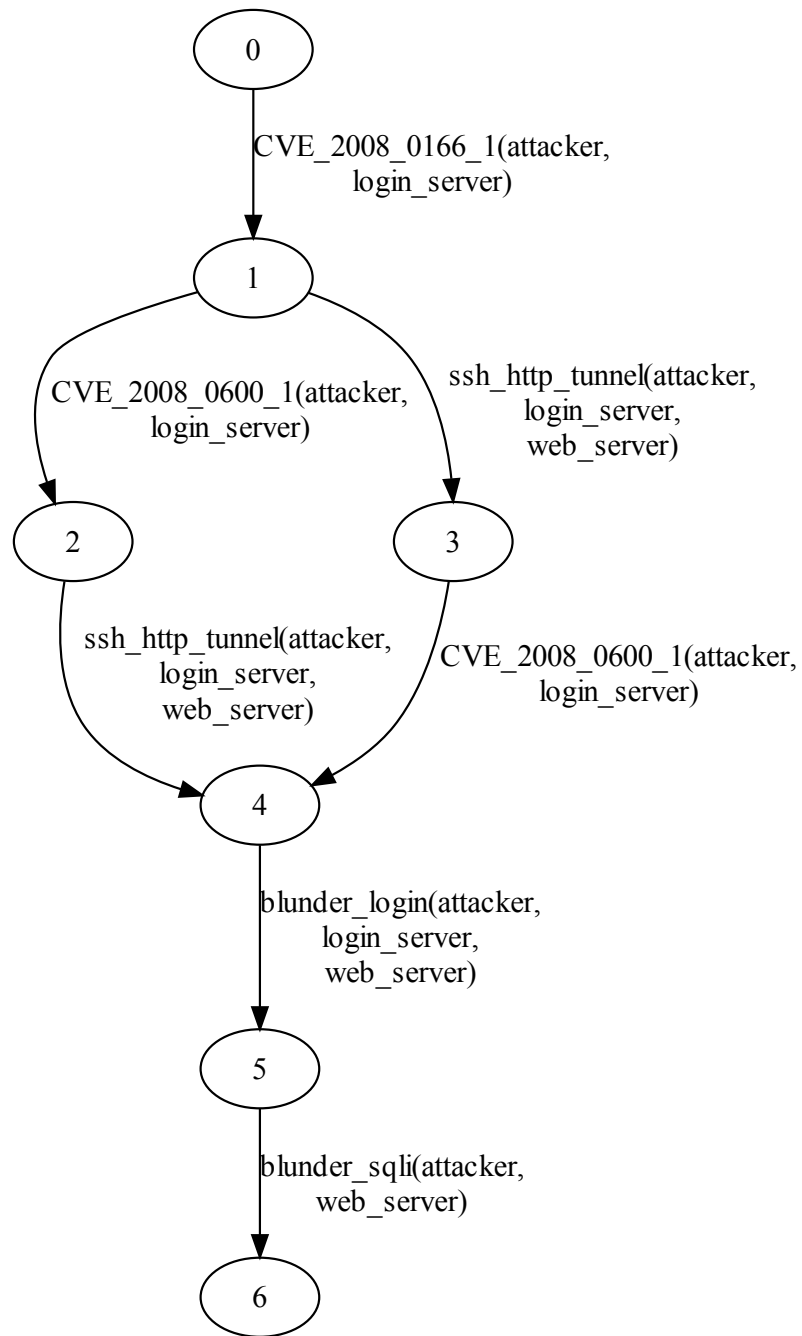 0
CVE_2008_0166_1(attacker,
login_server)
1
CVE_2008_0600_1(attacker,
login_server)
ssh_http_tunnel(attacker,
login_server,
web_server)
2
3
ssh_http_tunnel(attacker,
login_server,
web_server)
CVE_2008_0600_1(attacker,
login_server)
4
blunder_login(attacker,
login_server,
web_server)
5
blunder_sqli(attacker,
web_server)
6